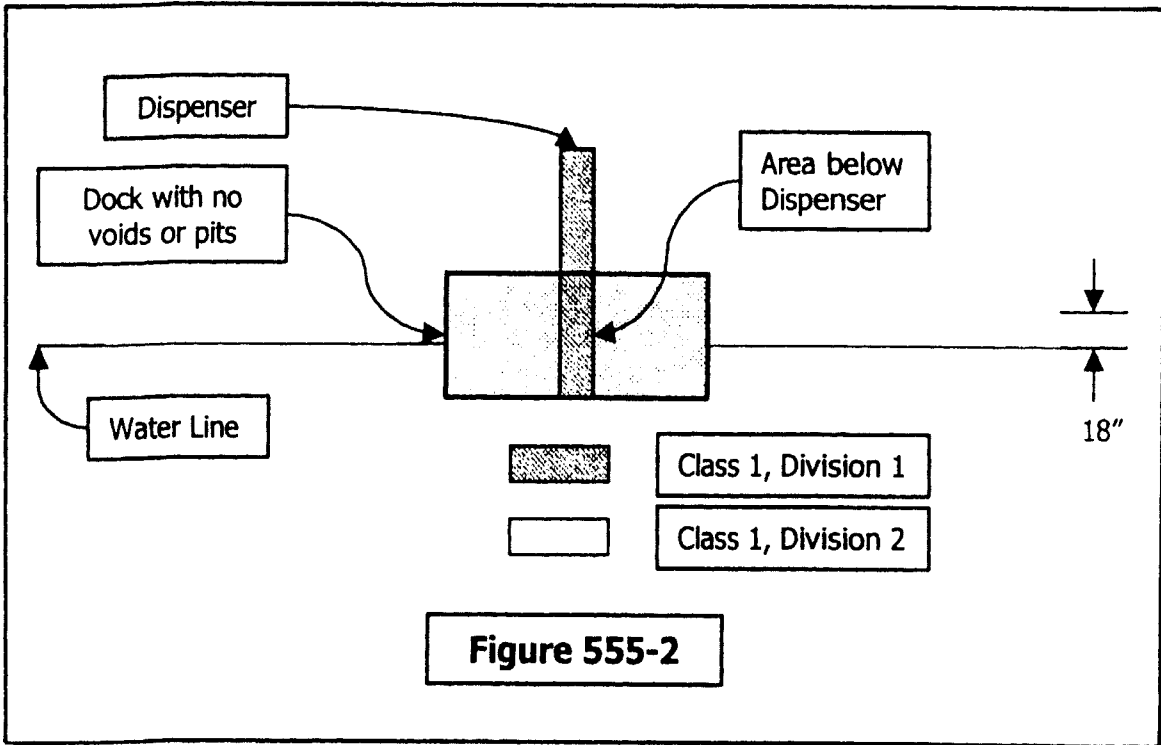 Dispenser
Area below
Dispenser
Dock with no
voids or pits
Water Line
18"
Class 1, Division 1
Class 1, Division 2
Figure 555-2